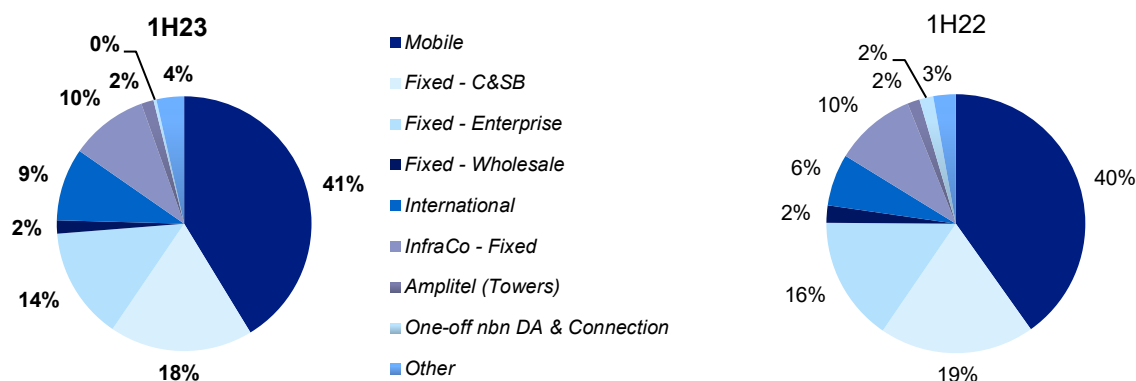 1H23
0%
2%
4%
10%
9%
2%
14%
18%
41%
Mobile
Fixed - C&SB
Fixed - Enterprise
Fixed - Wholesale
International
InfraCo - Fixed
Amplitel (Towers)
One-off nbn DA & Connection
Other
1H22
2%
2%
3%
10%
6%
2%
16%
19%
40%